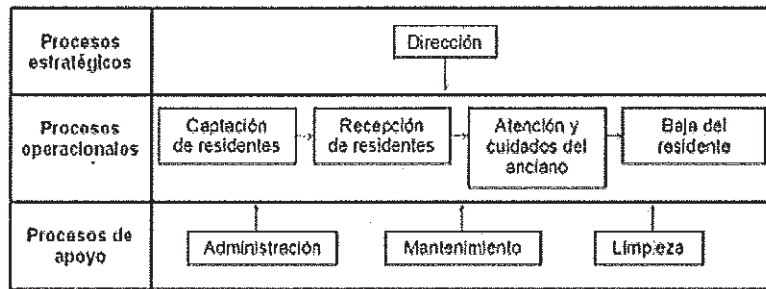 Procesos
estratégicos
Dirección
Procesos
operacionales
Captación
de residentes
Recepción
de residentes
Atención y
cuidados del
anciano
Baja del
residente
Procesos de
apoyo
Administración
Mantenimiento
Limpieza